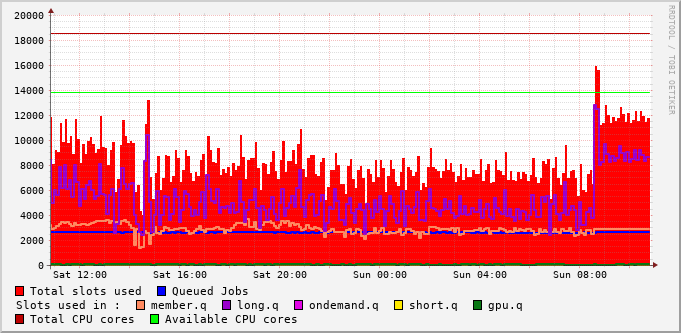 20000
18000
16000
14000
12000
10000
8000
6000
4000
2000
0
Sat 12:00 Sat 16:00 Sat 20:00 Sun 00:00 Sun 04:00 Sun 08:00
Total slots used Queued Jobs
Slots used in : member.q long.q ondemand.q short.q gpu.q
Total CPU cores Available CPU cores
RRDTOOL / TOBI OETIKER